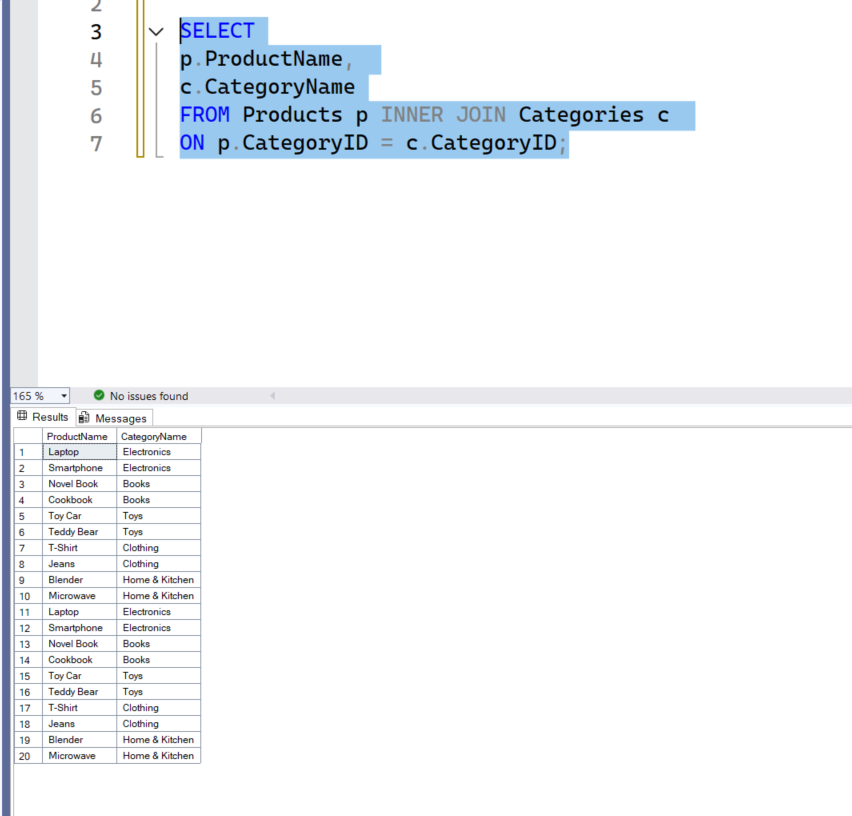 2
3 SELECT
4 p.ProductName,
5 c.CategoryName
6 FROM Products p INNER JOIN Categories c
7 ON p.CategoryID = c.CategoryID;
165 % No issues found
Results Messages
ProductName CategoryName
1 Laptop Electronics
2 Smartphone Electronics
3 Novel Book Books
4 Cookbook Books
5 Toy Car Toys
6 Teddy Bear Toys
7 T-Shirt Clothing
8 Jeans Clothing
9 Blender Home & Kitchen
10 Microwave Home & Kitchen
11 Laptop Electronics
12 Smartphone Electronics
13 Novel Book Books
14 Cookbook Books
15 Toy Car Toys
16 Teddy Bear Toys
17 T-Shirt Clothing
18 Jeans Clothing
19 Blender Home & Kitchen
20 Microwave Home & Kitchen